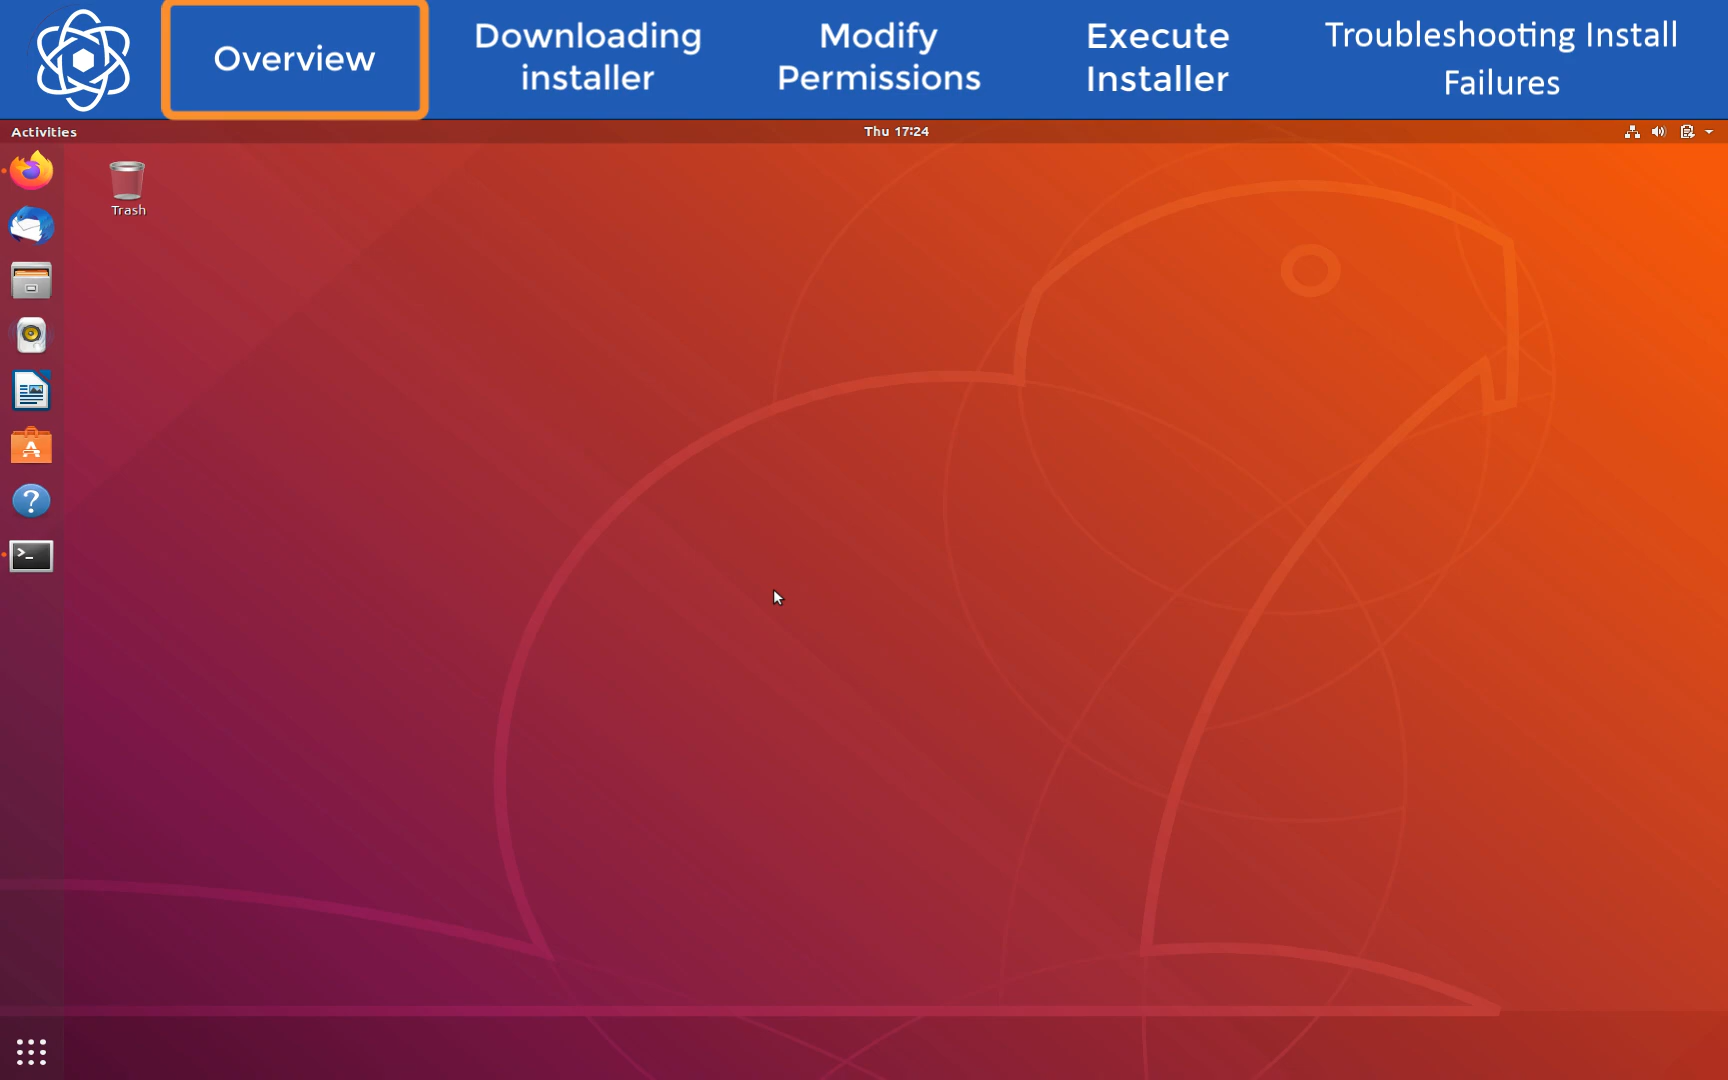 Overview
Downloading
installer
Modify
Permissions
Execute
Installer
Troubleshooting Install
Failures
Activities
Thu 17:24
Trash